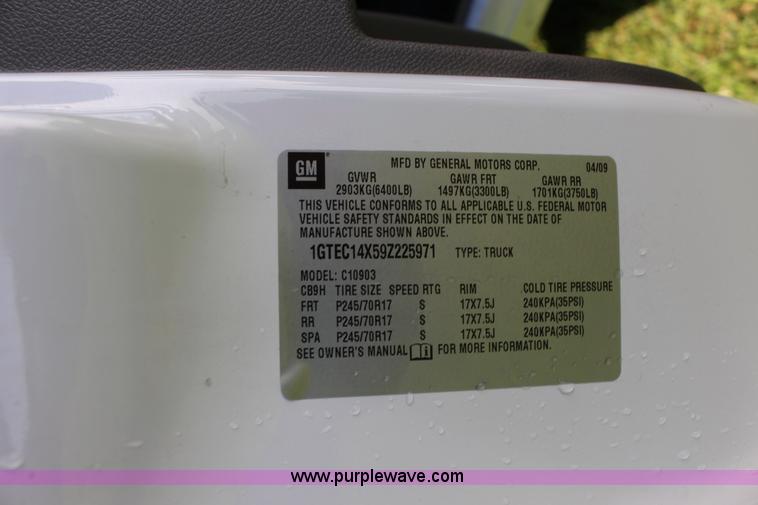 GM
MFD BY GENERAL MOTORS CORP. 04/09
GVWR GAWR FRT GAWR RR
2903KG(6400LB) 1497KG(3300LB) 1701KG(3750LB)
THIS VEHICLE CONFORMS TO ALL APPLICABLE U.S. FEDERAL MOTOR
VEHICLE SAFETY STANDARDS IN EFFECT ON THE DATE OF
MANUFACTURE SHOWN ABOVE.
1GTEC14X59Z225971 TYPE: TRUCK
MODEL: C10903
CB9H TIRE SIZE SPEED RTG RIM COLD TIRE PRESSURE
FRT P245/70R17 S 17X7.5J 240KPA(35PSI)
RR P245/70R17 S 17X7.5J 240KPA(35PSI)
SPA P245/70R17 S 17X7.5J 240KPA(35PSI)
SEE OWNER'S MANUAL FOR MORE INFORMATION.
www.purplewave.com